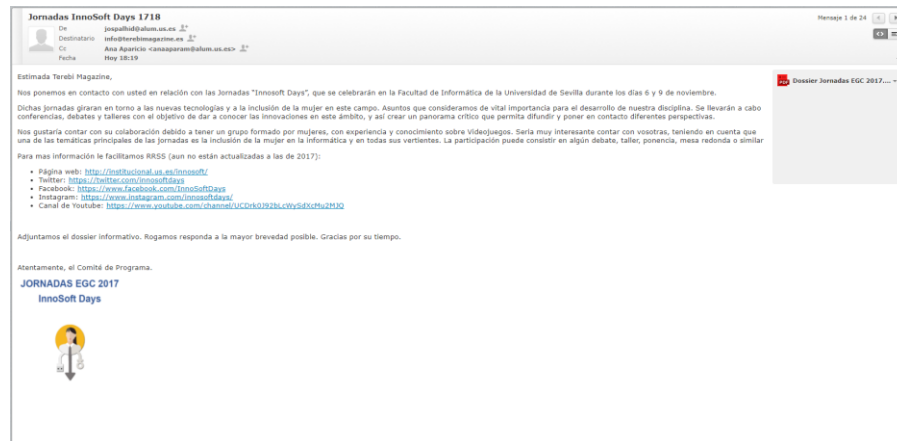 Jornadas InnoSoft Days 1718
Mensaje 1 de 24
De jospalhid@alum.us.es
Destinatario info@terebimagazine.es
Cc Ana Aparicio <anaaparam@alum.us.es>
Fecha Hoy 18:19
Estimada Terebi Magazine,
Dossier Jornadas EGC 2017....
Nos ponemos en contacto con usted en relación con las Jornadas "Innosoft Days", que se celebrarán en la Facultad de Informática de la Universidad de Sevilla durante los días 6 y 9 de noviembre.
Dichas jornadas giraran en torno a las nuevas tecnologías y a la inclusión de la mujer en este campo. Asuntos que consideramos de vital importancia para el desarrollo de nuestra disciplina. Se llevarán a cabo
conferencias, debates y talleres con el objetivo de dar a conocer las innovaciones en este ámbito, y así crear un panorama crítico que permita difundir y poner en contacto diferentes perspectivas.
Nos gustaría contar con su colaboración debido a tener un grupo formado por mujeres, con experiencia y conocimiento sobre Videojuegos. Sería muy interesante contar con vosotras, teniendo en cuenta que
una de las temáticas principales de las jornadas es la inclusión de la mujer en la informática y en todas sus vertientes. La participación puede consistir en algún debate, taller, ponencia, mesa redonda o similar
Para mas información le facilitamos RRSS (aun no están actualizadas a las de 2017):
• Página web: http://institucional.us.es/innosoft/
• Twitter: https://twitter.com/innosoftdays
• Facebook: https://www.facebook.com/InnoSoftDays
• Instagram: https://www.instagram.com/innosoftdays/
• Canal de Youtube: https://www.youtube.com/channel/UCDrk0J92bLcWySdXcMu2MJQ
Adjuntamos el dossier informativo. Rogamos responda a la mayor brevedad posible. Gracias por su tiempo.
Atentamente, el Comité de Programa.
JORNADAS EGC 2017
InnoSoft Days